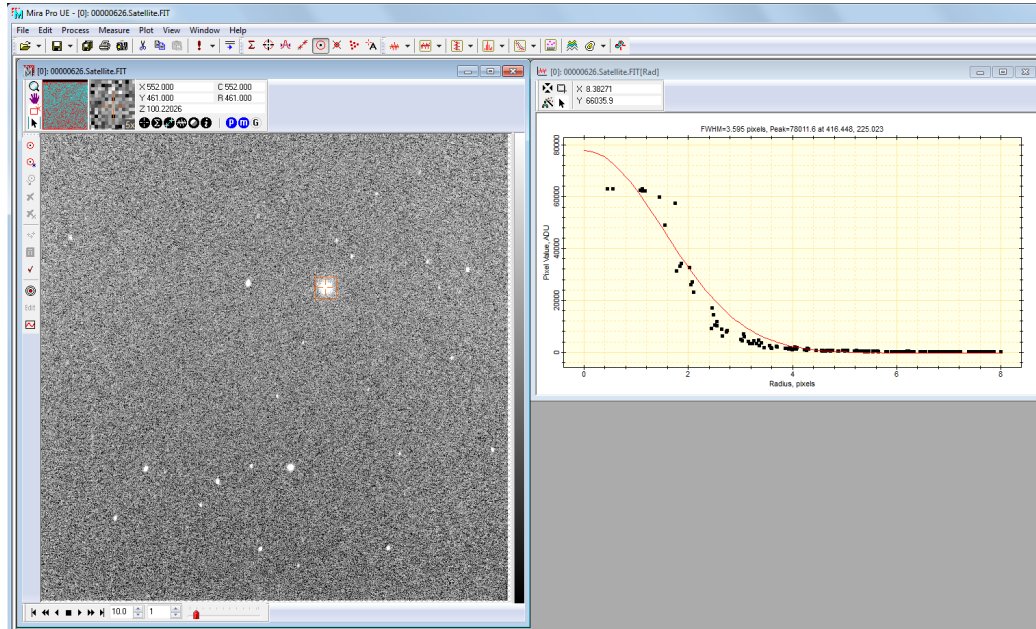 Mira Pro UE - [0]: 00000626.Satellite.FIT
File Edit Process Measure Plot View Window Help
[0]: 00000626.Satellite.FIT
X 552.000 C 552.000
Y 461.000 R 461.000
Z 100.22026
5x
p m G
Edit
10.0 1
[0]: 00000626.Satellite.FIT[Rad]
X 8.38271
Y 66035.9
FWHM=3.595 pixels, Peak=78011.6 at 416.448, 225.023
Pixel Value, ADU
80000
60000
40000
20000
0
0 2 4 6 8
Radius, pixels